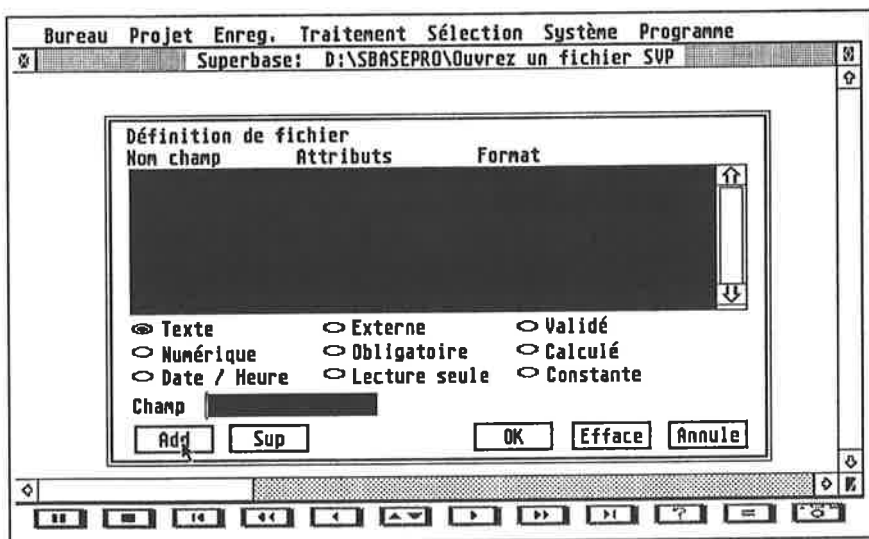 Bureau Projet Enreg. Traitement Sélection Système Programme
Superbase: D:\SBASEPRO\Ouvrez un fichier SVP
Définition de fichier
Nom champ Attributs Format
Texte Externe Validé
Numérique Obligatoire Calculé
Date / Heure Lecture seule Constante
Champ
Add Sup OK Efface Annule
? =